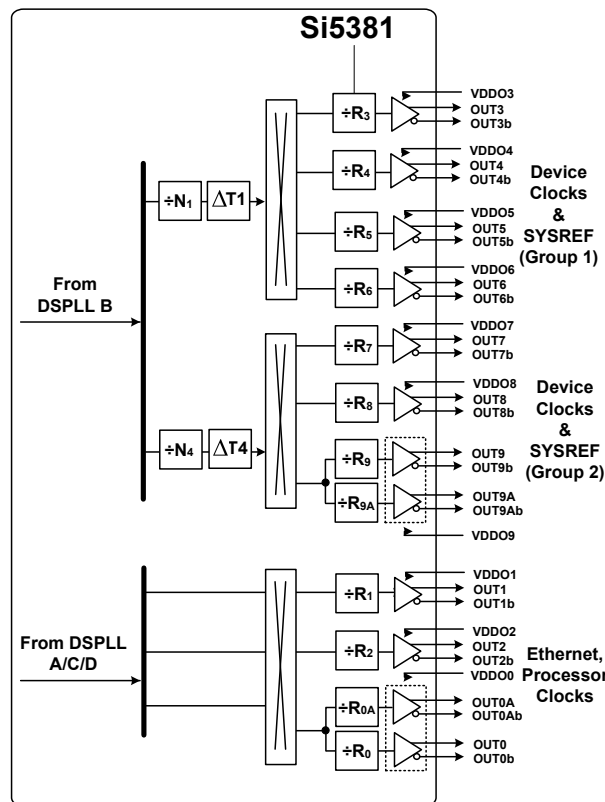 Si5381
÷R3
VDDO3
OUT3
OUT3b
÷R4
VDDO4
OUT4
OUT4b
÷N1
ΔT1
÷R5
VDDO5
OUT5
OUT5b
÷R6
VDDO6
OUT6
OUT6b
Device
Clocks
&
SYSREF
(Group 1)
From
DSPLL B
÷R7
VDDO7
OUT7
OUT7b
÷R8
VDDO8
OUT8
OUT8b
÷N4
ΔT4
÷R9
OUT9
OUT9b
÷R9A
OUT9A
OUT9Ab
VDDO9
Device
Clocks
&
SYSREF
(Group 2)
÷R1
VDDO1
OUT1
OUT1b
From DSPLL
A/C/D
÷R2
VDDO2
OUT2
OUT2b
VDDO0
÷R0A
OUT0A
OUT0Ab
÷R0
OUT0
OUT0b
Ethernet,
Processor
Clocks